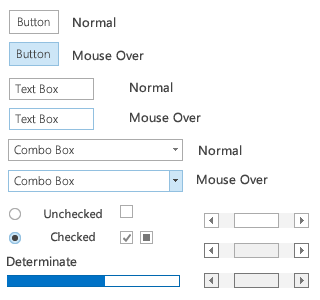 Button Normal
Button Mouse Over
Text Box Normal
Text Box Mouse Over
Combo Box Normal
Combo Box Mouse Over
Unchecked
Checked
Determinate